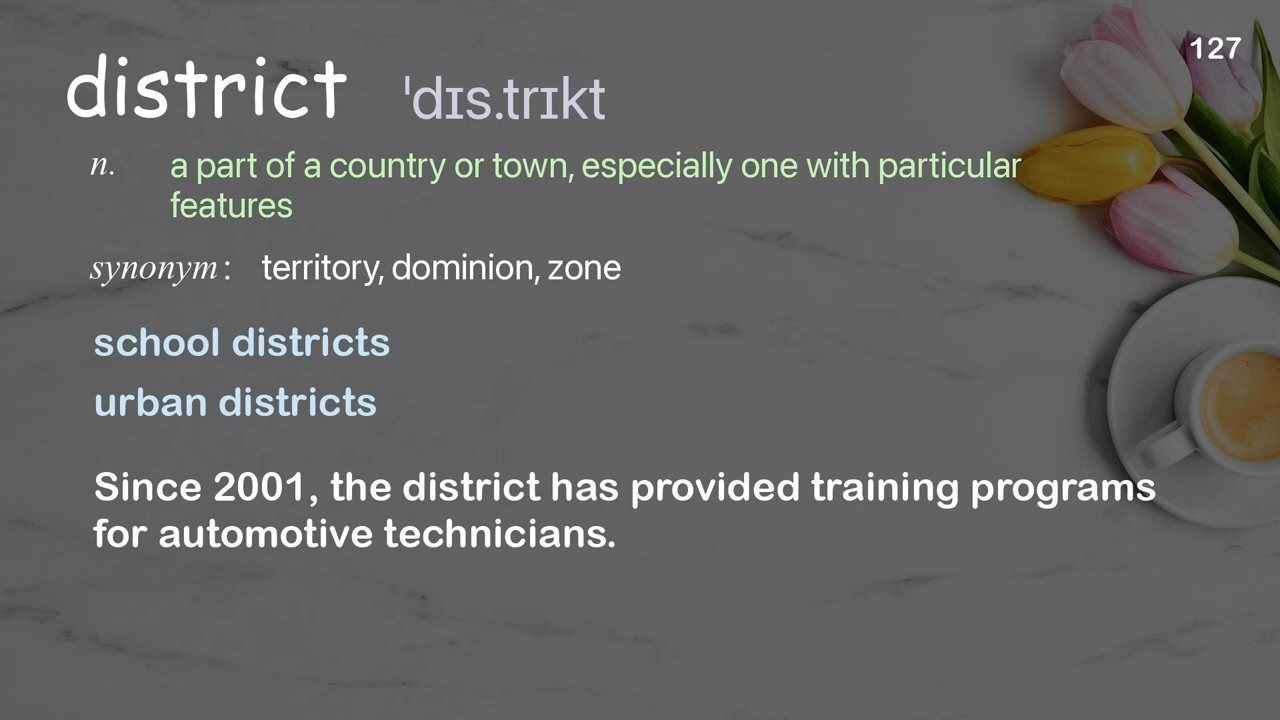 127
district ˈdɪs.trɪkt
n. a part of a country or town, especially one with particular
features
synonym: territory, dominion, zone
school districts
urban districts
Since 2001, the district has provided training programs
for automotive technicians.